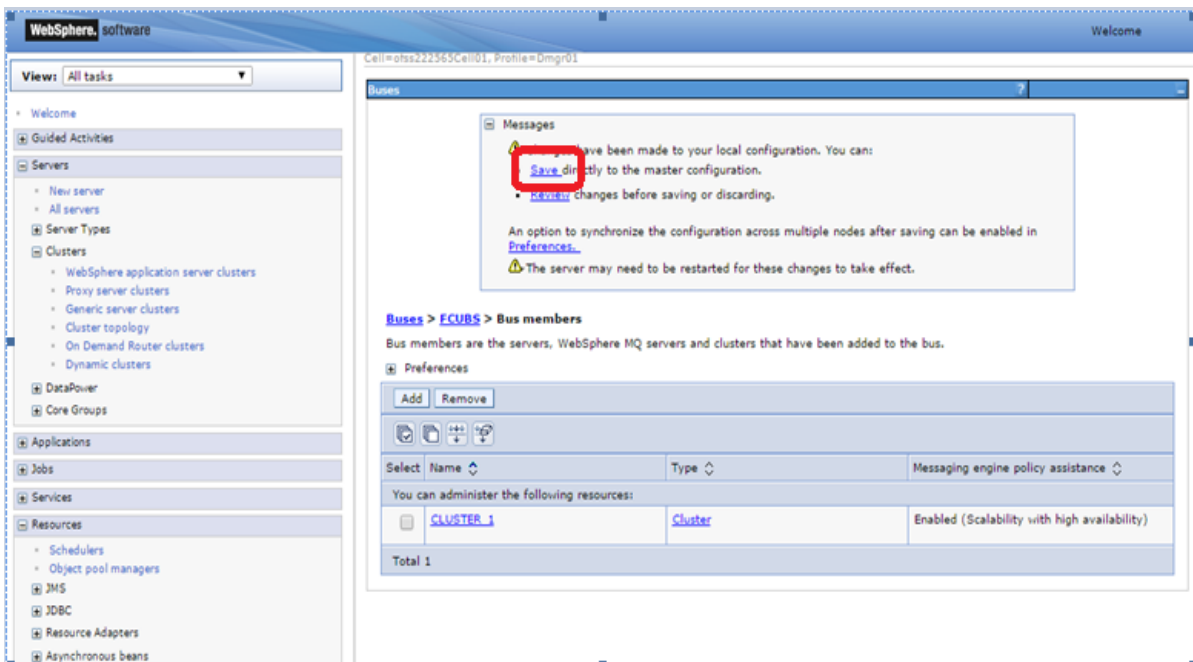 WebSphere. software
Welcome
View: All tasks
Welcome
Guided Activities
Servers
New server
All servers
Server Types
Clusters
WebSphere application server clusters
Proxy server clusters
Generic server clusters
Cluster topology
On Demand Router clusters
Dynamic clusters
DataPower
Core Groups
Applications
Jobs
Services
Resources
Schedulers
Object pool managers
JMS
JDBC
Resource Adapters
Asynchronous beans
Cell=ofss222565Cell01, Profile=Dmgr01
Buses ?
Messages
have been made to your local configuration. You can:
Save directly to the master configuration.
Review changes before saving or discarding.
An option to synchronize the configuration across multiple nodes after saving can be enabled in
Preferences.
The server may need to be restarted for these changes to take effect.
Buses > FCUBS > Bus members
Bus members are the servers, WebSphere MQ servers and clusters that have been added to the bus.
Preferences
Add Remove
Select Name Type Messaging engine policy assistance
You can administer the following resources:
CLUSTER_1 Cluster Enabled (Scalability with high availability)
Total 1